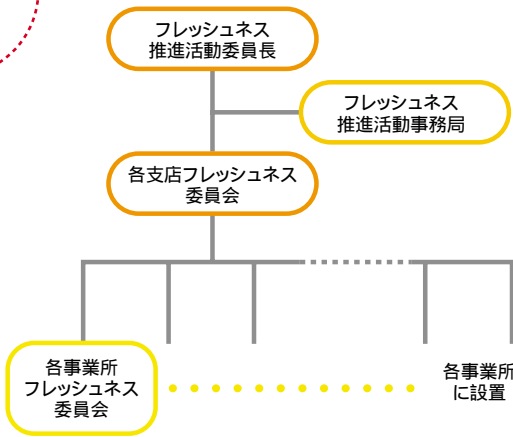 フレッシュネス
推進活動委員長
フレッシュネス
推進活動事務局
各支店フレッシュネス
委員会
各事業所
フレッシュネス
委員会
各事業所
に設置